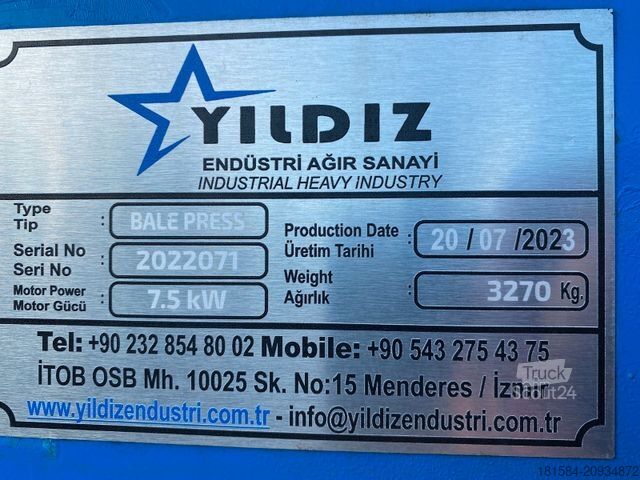 YILDIZ
ENDÜSTRİ AĞIR SANAYİ
INDUSTRIAL HEAVY INDUSTRY
Type
Tip : BALE PRESS
Serial No
Seri No : 2022071
Motor Power
Motor Gücü : 7.5 kW
Production Date
Üretim Tarihi : 20 / 07 / 2023
Weight
Ağırlık : 3270 Kg.
Tel: +90 232 854 80 02 Mobile: +90 543 275 43 75
İTOB OSB Mh. 10025 Sk. No:15 Menderes / İzmir
www.yildizendustri.com.tr - info@yildizendustri.com.tr
Truck
Scout24
181584-20934872